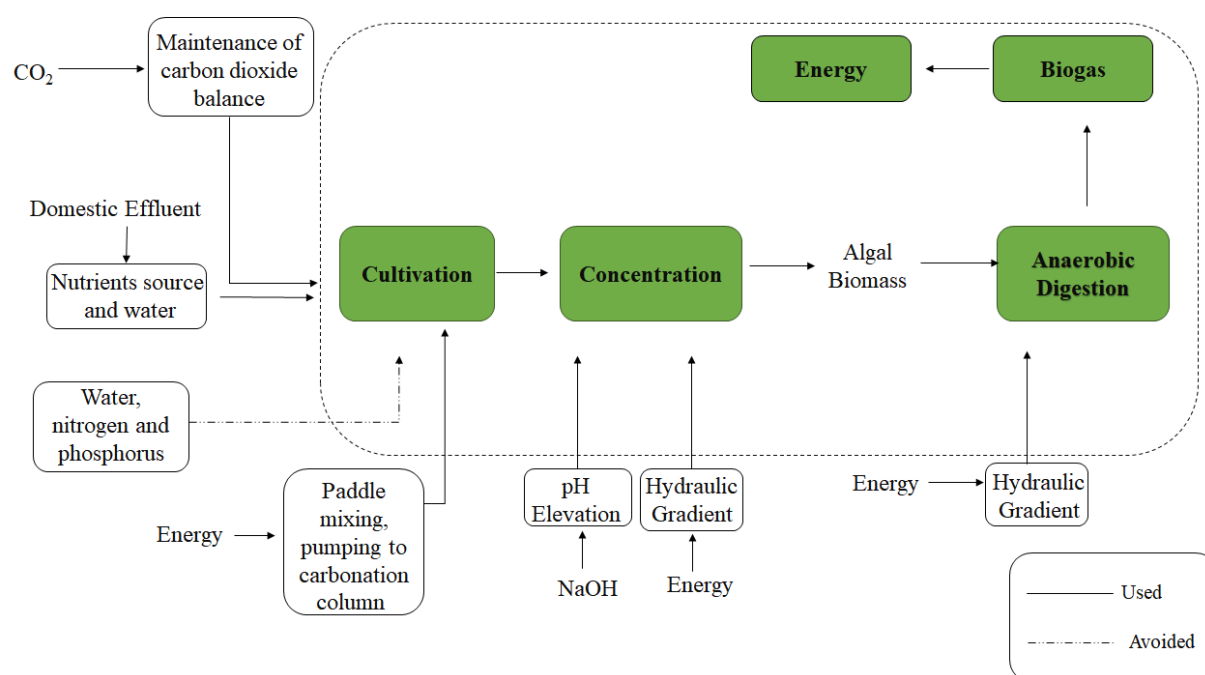 Maintenance of
carbon dioxide
balance
CO₂
Energy
Biogas
Domestic Effluent
Nutrients source
and water
Cultivation
Concentration
Algal
Biomass
Anaerobic
Digestion
Water,
nitrogen and
phosphorus
Energy
Paddle
mixing,
pumping to
carbonation
column
pH
Elevation
NaOH
Hydraulic
Gradient
Energy
Energy
Hydraulic
Gradient
Used
Avoided